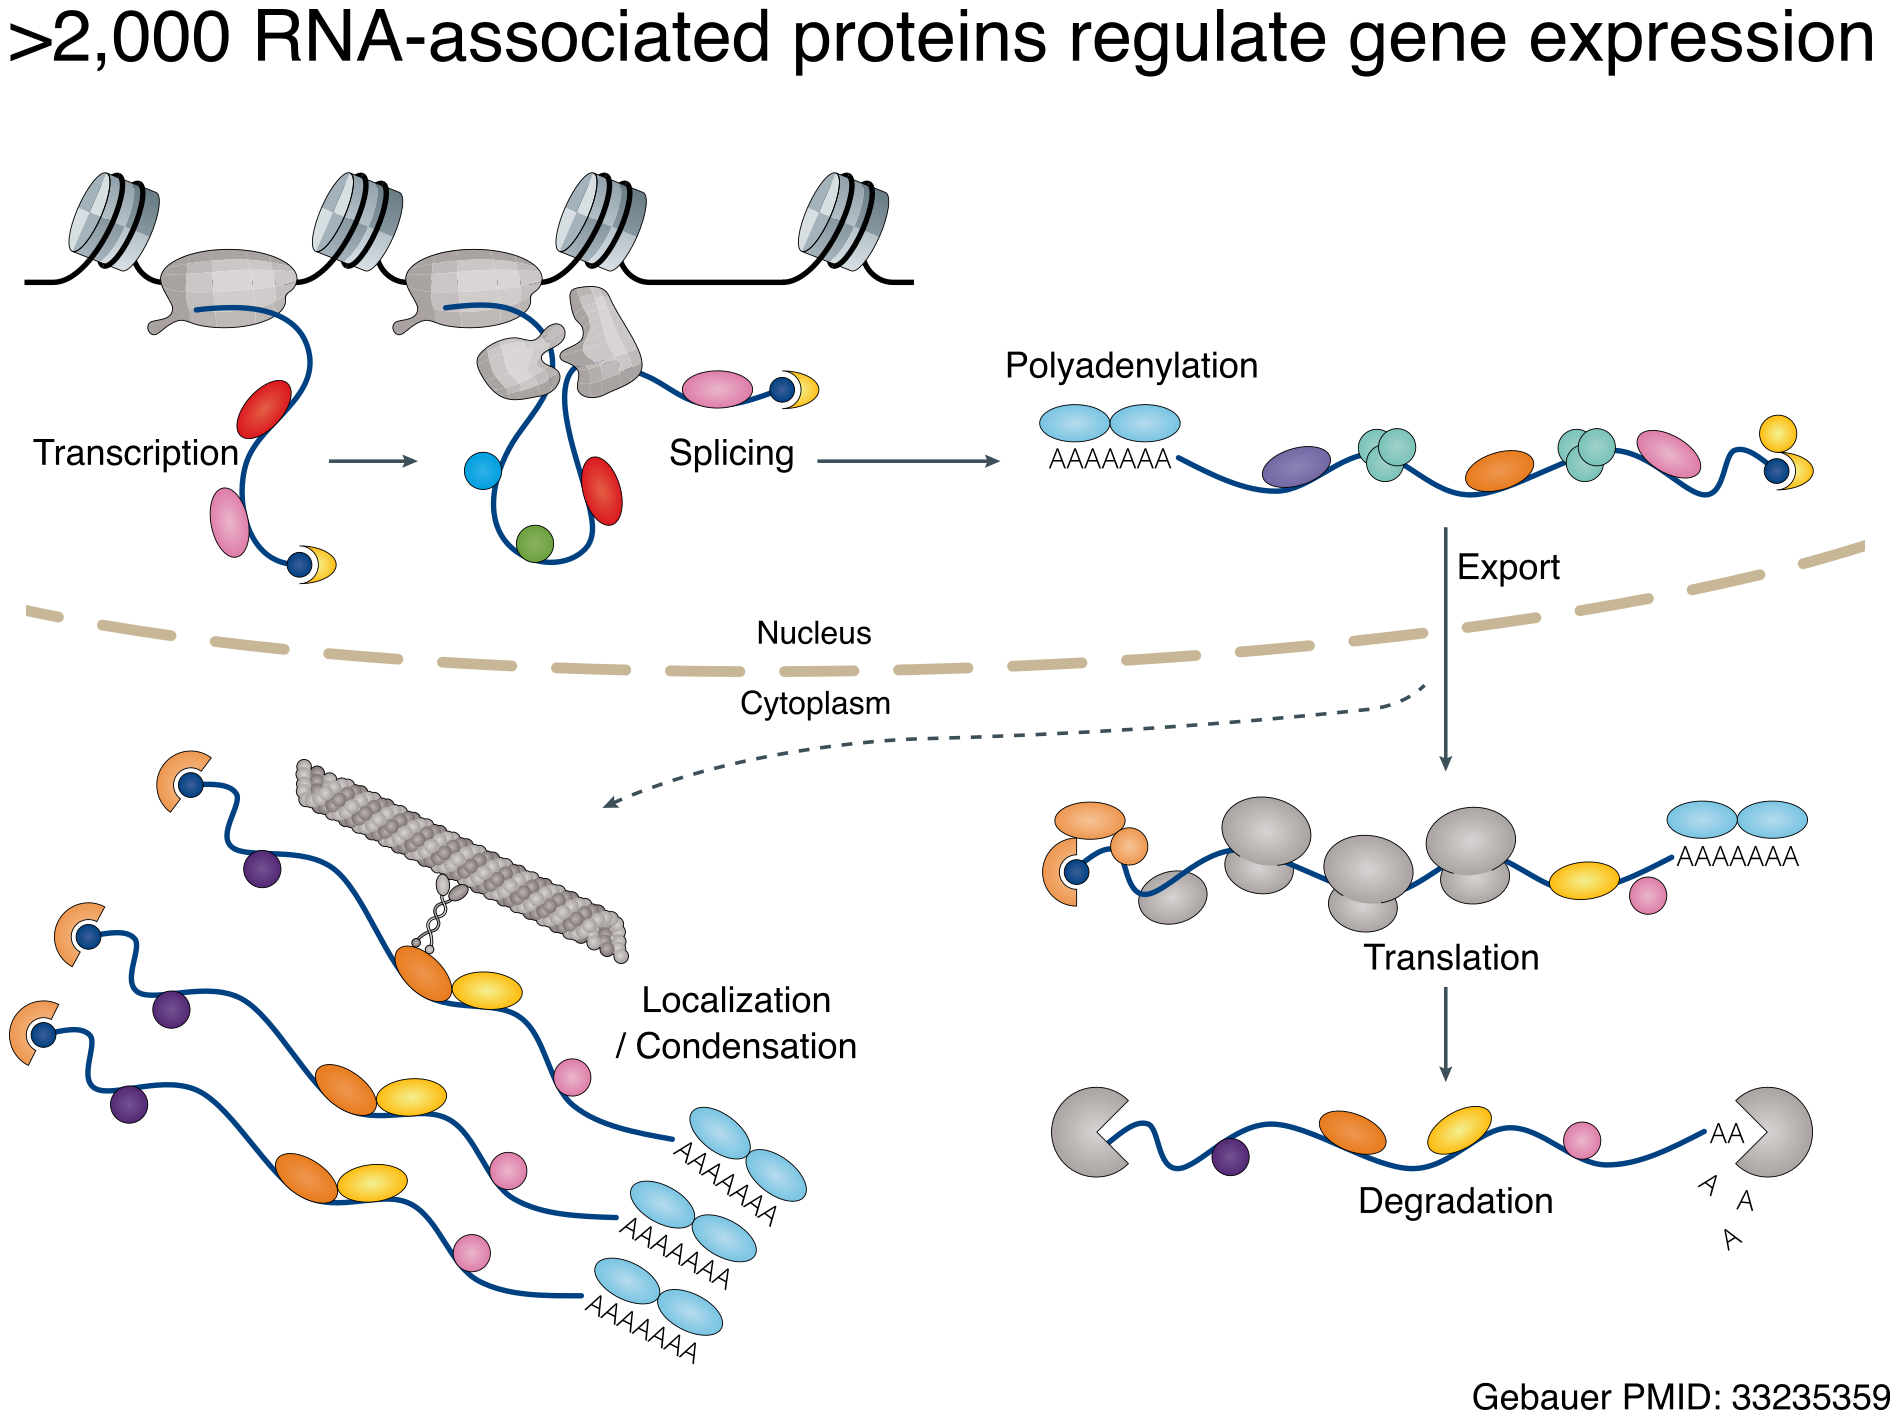 >2,000 RNA-associated proteins regulate gene expression
Polyadenylation
Transcription
Splicing
AAAAAAA
Export
Nucleus
Cytoplasm
AAAAAAA
Translation
Localization
/ Condensation
AAAAAAA
AAAAAAA
AAAAAAA
AA
A
A
A
Degradation
Gebauer PMID: 33235359